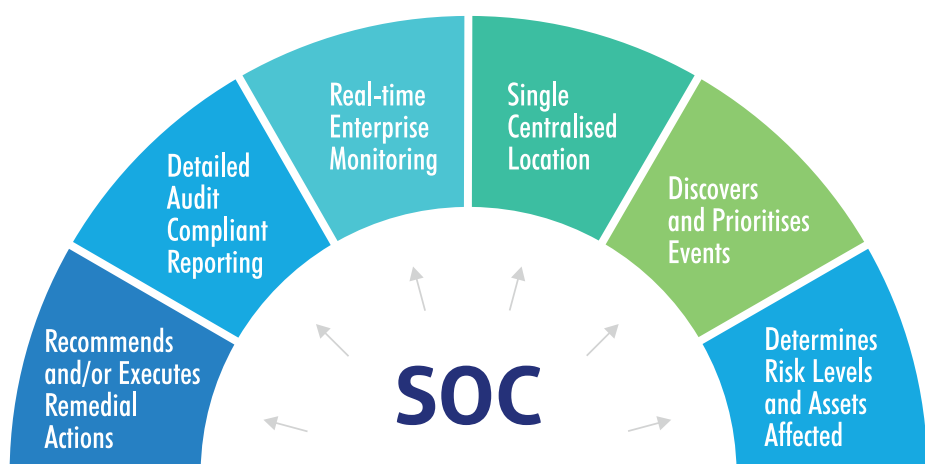 Recommends
and/or Executes
Remedial
Actions
Detailed
Audit
Compliant
Reporting
Real-time
Enterprise
Monitoring
Single
Centralised
Location
Discovers
and Prioritises
Events
Determines
Risk Levels
and Assets
Affected
SOC